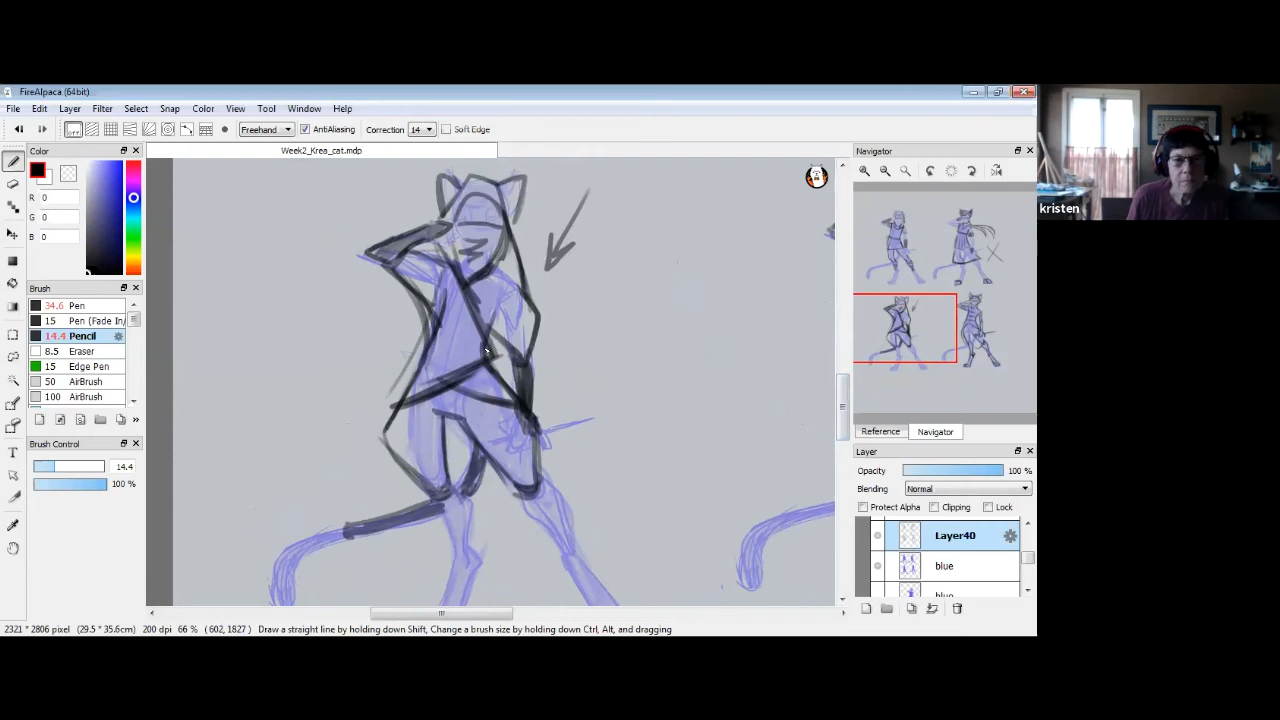 FireAlpaca (64bit)
File Edit Layer Filter Select Snap Color View Tool Window Help
Off Freehand AntiAliasing Correction 14 Soft Edge
Color
Week2_Krea_cat.mdp
Navigator
R 0
G 0
B 0
kristen
Brush
34.6 Pen
15 Pen (Fade In/
14.4 Pencil
8.5 Eraser
15 Edge Pen
50 AirBrush
100 AirBrush
Brush Control
14.4
100 %
Reference Navigator
Layer
Opacity 100 %
Blending Normal
Protect Alpha Clipping Lock
Layer40
blue
blue
2321 * 2806 pixel (29.5 * 35.6cm) 200 dpi 66 % ( 602, 1827 ) Draw a straight line by holding down Shift, Change a brush size by holding down Ctrl, Alt, and dragging